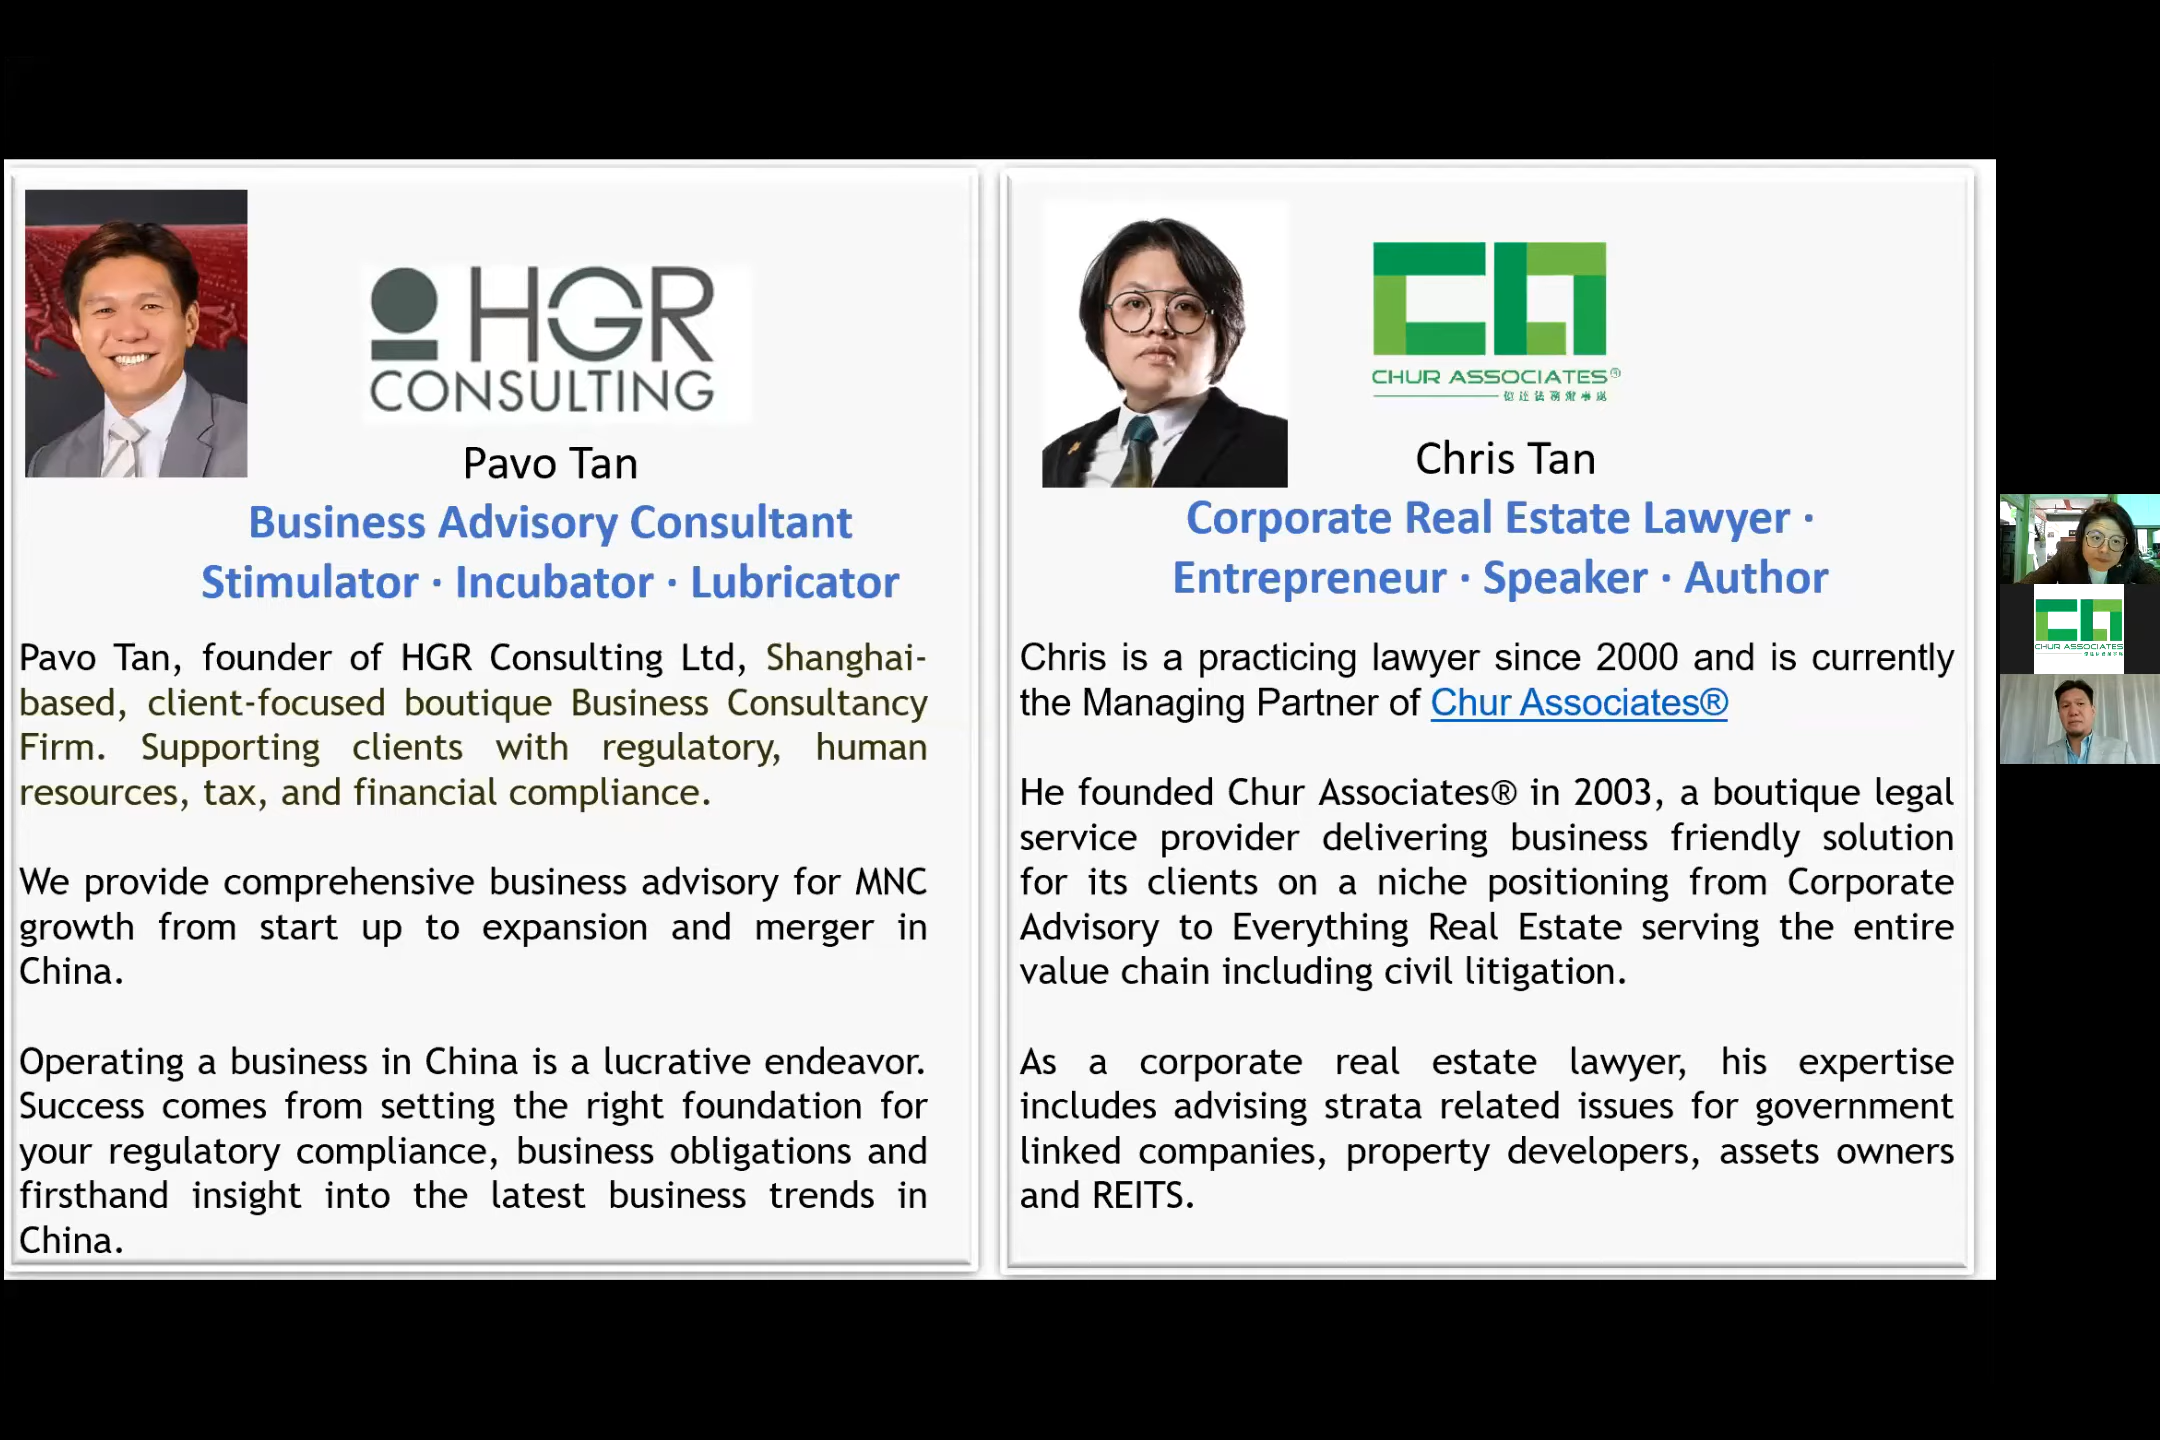 HGR
CONSULTING
Pavo Tan
Business Advisory Consultant
Stimulator · Incubator · Lubricator
Pavo Tan, founder of HGR Consulting Ltd, Shanghai-
based, client-focused boutique Business Consultancy
Firm. Supporting clients with regulatory, human
resources, tax, and financial compliance.
We provide comprehensive business advisory for MNC
growth from start up to expansion and merger in
China.
Operating a business in China is a lucrative endeavor.
Success comes from setting the right foundation for
your regulatory compliance, business obligations and
firsthand insight into the latest business trends in
China.
CHUR ASSOCIATES®
Chris Tan
Corporate Real Estate Lawyer ·
Entrepreneur · Speaker · Author
Chris is a practicing lawyer since 2000 and is currently
the Managing Partner of Chur Associates®
He founded Chur Associates® in 2003, a boutique legal
service provider delivering business friendly solution
for its clients on a niche positioning from Corporate
Advisory to Everything Real Estate serving the entire
value chain including civil litigation.
As a corporate real estate lawyer, his expertise
includes advising strata related issues for government
linked companies, property developers, assets owners
and REITS.
CHUR ASSOCIATES